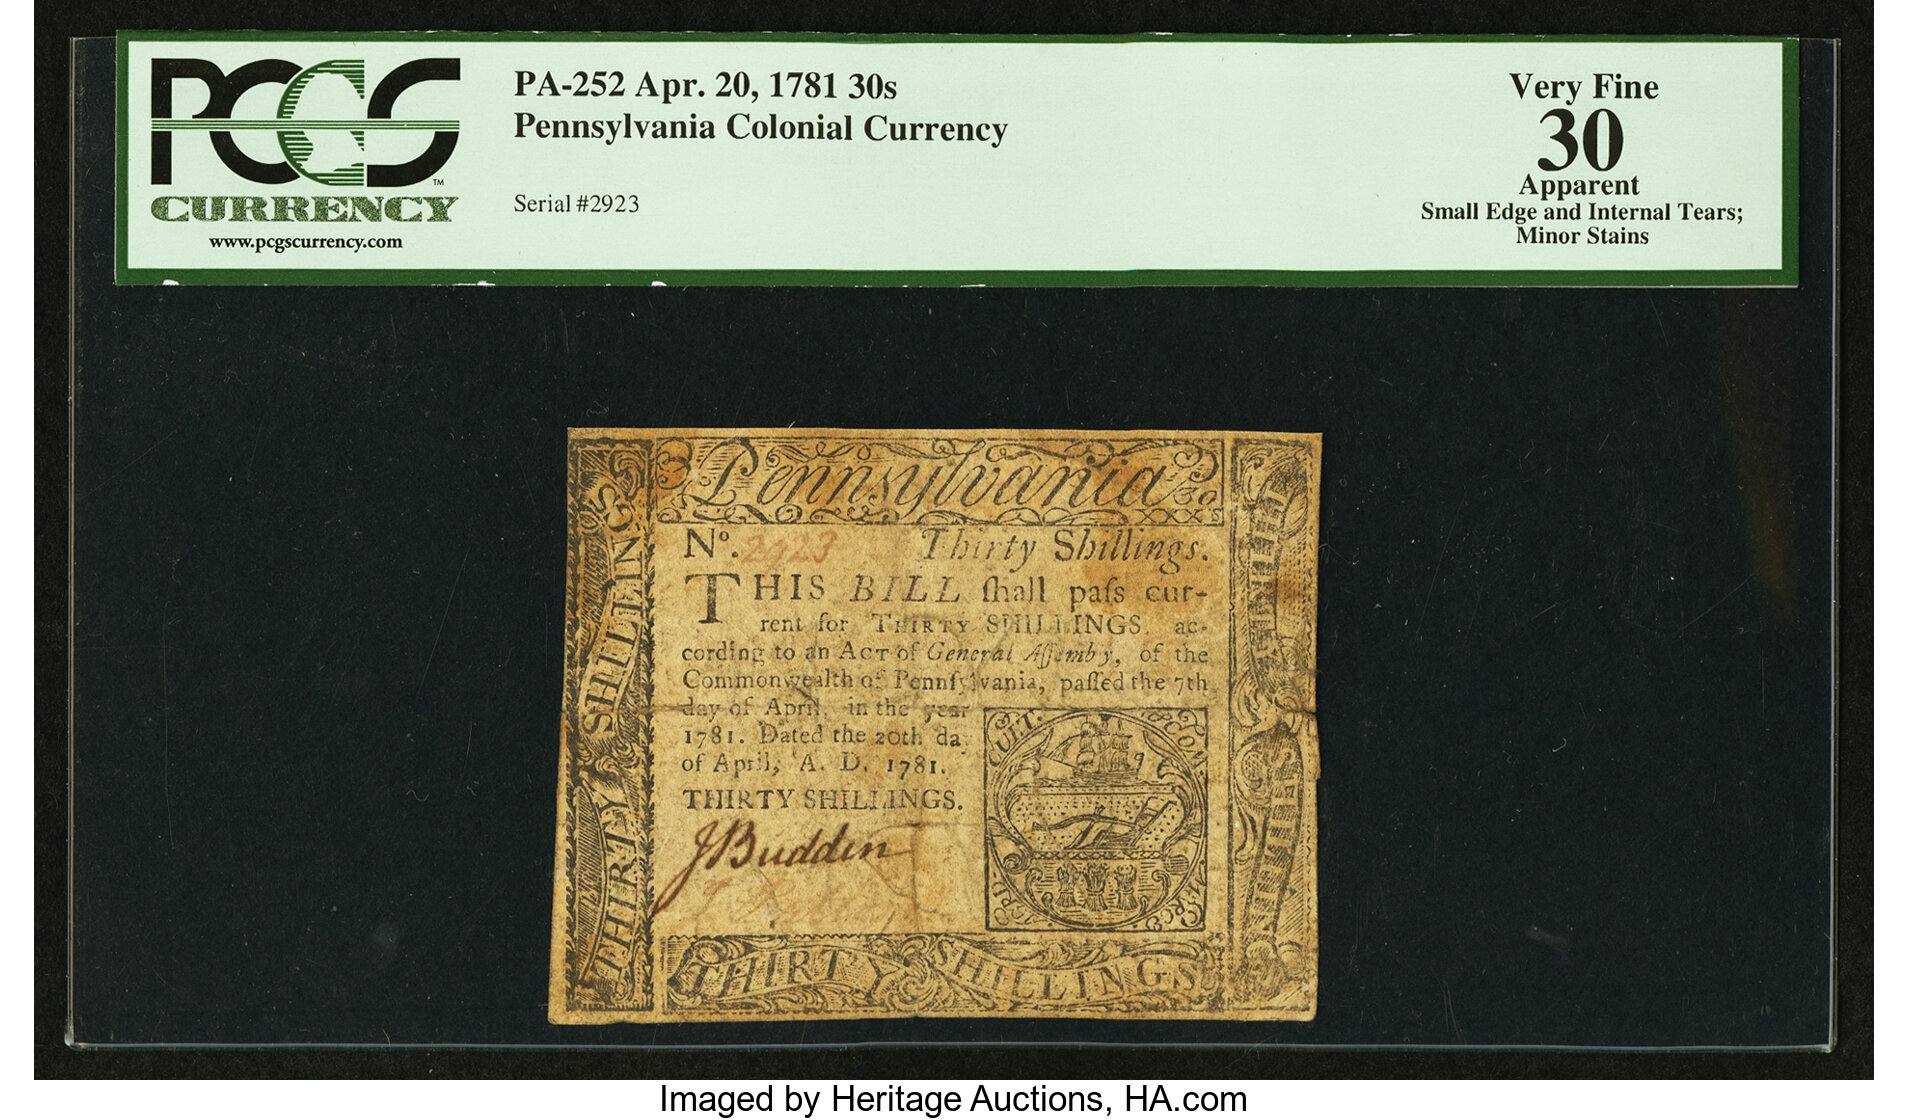 PCGS
CURRENCY
™
www.pcgscurrency.com
PA-252 Apr. 20, 1781 30s
Pennsylvania Colonial Currency
Serial #2923
Very Fine
30
Apparent
Small Edge and Internal Tears;
Minor Stains
Pennsylvania
30
XXXs
No. 2923 Thirty Shillings.
THIS BILL ſhall paſs cur-
rent for THIRTY SHILLINGS, ac-
cording to an ACT of General Aſſembly, of the
Commonwealth of Pennſylvania, paſſed the 7th
day of April, in the year
1781. Dated the 20th day
of April, A. D. 1781.
THIRTY SHILLINGS.
J Budden
THIRTY SHILLINGS
THIRTY SHILLINGS
Imaged by Heritage Auctions, HA.com